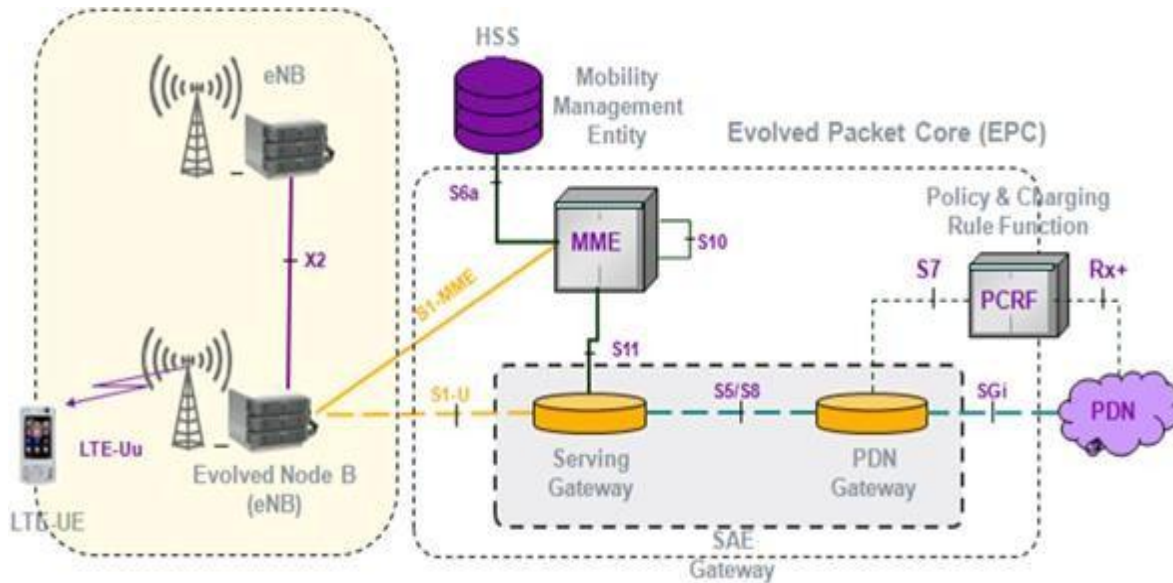 eNB
HSS
Mobility
Management
Entity
Evolved Packet Core (EPC)
S6a
MME
S10
Policy & Charging
Rule Function
S7
PCRF
Rx+
X2
S1-MME
S11
S1-U
S5/S8
SGi
PDN
LTE-Uu
Evolved Node B
(eNB)
LTE-UE
Serving
Gateway
PDN
Gateway
SAE
Gateway